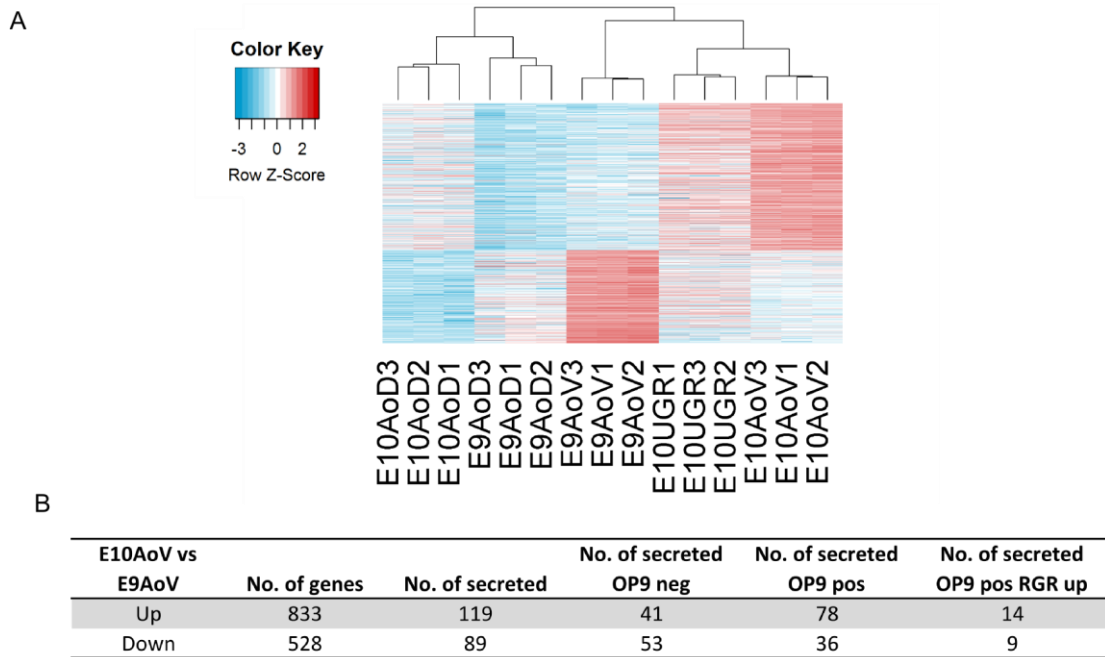 A
Color Key
-3 0 2
Row Z-Score
E10AoD3
E10AoD2
E10AoD1
E9AoD3
E9AoD1
E9AoD2
E9AoV3
E9AoV1
E9AoV2
E10UGR1
E10UGR3
E10UGR2
E10AoV3
E10AoV1
E10AoV2
B
E10AoV vs No. of secreted No. of secreted No. of secreted
E9AoV No. of genes No. of secreted OP9 neg OP9 pos OP9 pos RGR up
Up 833 119 41 78 14
Down 528 89 53 36 9